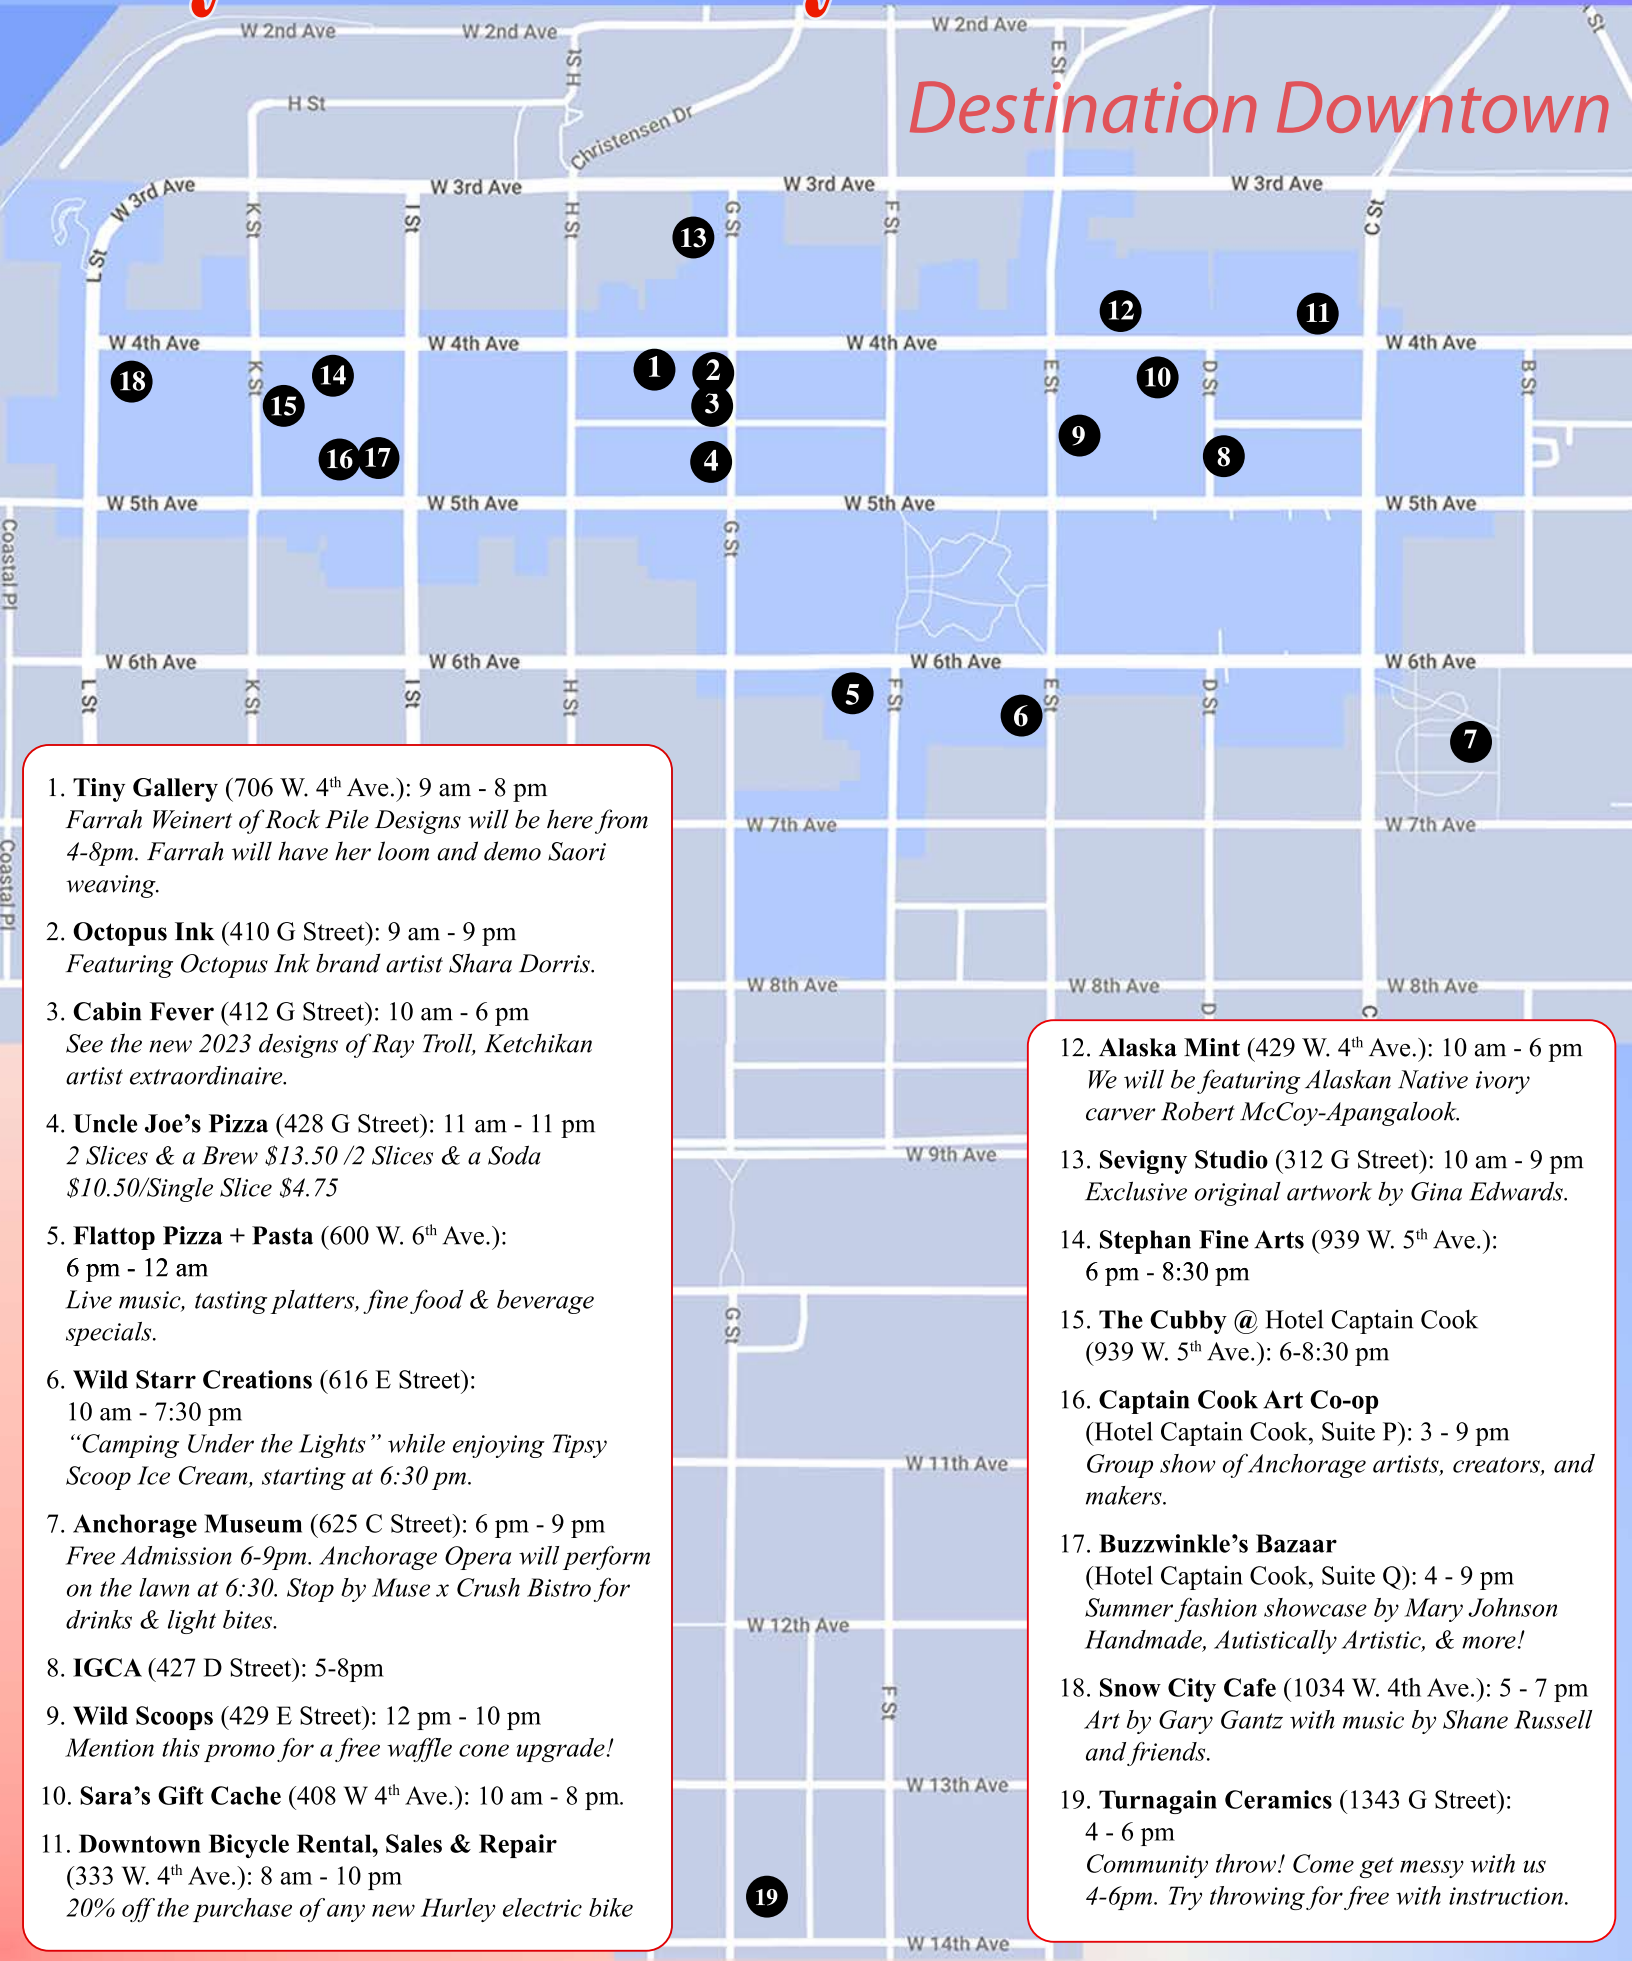 W 2nd Ave
W 2nd Ave
W 2nd Ave
E St
St
H St
H St
Christensen Dr
Destination Downtown
W 3rd Ave
W 3rd Ave
W 3rd Ave
W 3rd Ave
L St
K St
I St
H St
G St
F St
C St
13
12
11
W 4th Ave
W 4th Ave
W 4th Ave
W 4th Ave
K St
E St
D St
B St
18
14
15
1
2
3
10
9
16
17
4
8
W 5th Ave
W 5th Ave
W 5th Ave
W 5th Ave
Coastal Pl
G St
W 6th Ave
W 6th Ave
W 6th Ave
W 6th Ave
L St
K St
I St
H St
F St
E St
D St
5
6
7
W 7th Ave
W 7th Ave
Coastal Pl
W 8th Ave
W 8th Ave
W 8th Ave
D
C
W 9th Ave
G St
W 11th Ave
W 12th Ave
F St
W 13th Ave
19
W 14th Ave
1. Tiny Gallery (706 W. 4th Ave.): 9 am - 8 pm
Farrah Weinert of Rock Pile Designs will be here from
4-8pm. Farrah will have her loom and demo Saori
weaving.
2. Octopus Ink (410 G Street): 9 am - 9 pm
Featuring Octopus Ink brand artist Shara Dorris.
3. Cabin Fever (412 G Street): 10 am - 6 pm
See the new 2023 designs of Ray Troll, Ketchikan
artist extraordinaire.
4. Uncle Joe’s Pizza (428 G Street): 11 am - 11 pm
2 Slices & a Brew $13.50 /2 Slices & a Soda
$10.50/Single Slice $4.75
5. Flattop Pizza + Pasta (600 W. 6th Ave.):
6 pm - 12 am
Live music, tasting platters, fine food & beverage
specials.
6. Wild Starr Creations (616 E Street):
10 am - 7:30 pm
“Camping Under the Lights” while enjoying Tipsy
Scoop Ice Cream, starting at 6:30 pm.
7. Anchorage Museum (625 C Street): 6 pm - 9 pm
Free Admission 6-9pm. Anchorage Opera will perform
on the lawn at 6:30. Stop by Muse x Crush Bistro for
drinks & light bites.
8. IGCA (427 D Street): 5-8pm
9. Wild Scoops (429 E Street): 12 pm - 10 pm
Mention this promo for a free waffle cone upgrade!
10. Sara’s Gift Cache (408 W 4th Ave.): 10 am - 8 pm.
11. Downtown Bicycle Rental, Sales & Repair
(333 W. 4th Ave.): 8 am - 10 pm
20% off the purchase of any new Hurley electric bike
12. Alaska Mint (429 W. 4th Ave.): 10 am - 6 pm
We will be featuring Alaskan Native ivory
carver Robert McCoy-Apangalook.
13. Sevigny Studio (312 G Street): 10 am - 9 pm
Exclusive original artwork by Gina Edwards.
14. Stephan Fine Arts (939 W. 5th Ave.):
6 pm - 8:30 pm
15. The Cubby @ Hotel Captain Cook
(939 W. 5th Ave.): 6-8:30 pm
16. Captain Cook Art Co-op
(Hotel Captain Cook, Suite P): 3 - 9 pm
Group show of Anchorage artists, creators, and
makers.
17. Buzzwinkle’s Bazaar
(Hotel Captain Cook, Suite Q): 4 - 9 pm
Summer fashion showcase by Mary Johnson
Handmade, Autistically Artistic, & more!
18. Snow City Cafe (1034 W. 4th Ave.): 5 - 7 pm
Art by Gary Gantz with music by Shane Russell
and friends.
19. Turnagain Ceramics (1343 G Street):
4 - 6 pm
Community throw! Come get messy with us
4-6pm. Try throwing for free with instruction.